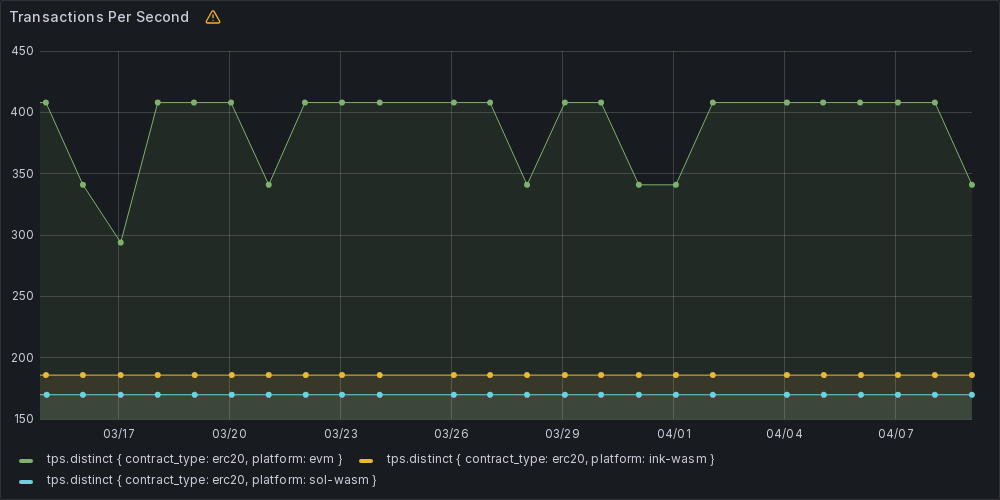 Transactions Per Second
450
400
350
300
250
200
150
03/17 03/20 03/23 03/26 03/29 04/01 04/04 04/07
tps.distinct { contract_type: erc20, platform: evm } tps.distinct { contract_type: erc20, platform: ink-wasm }
tps.distinct { contract_type: erc20, platform: sol-wasm }